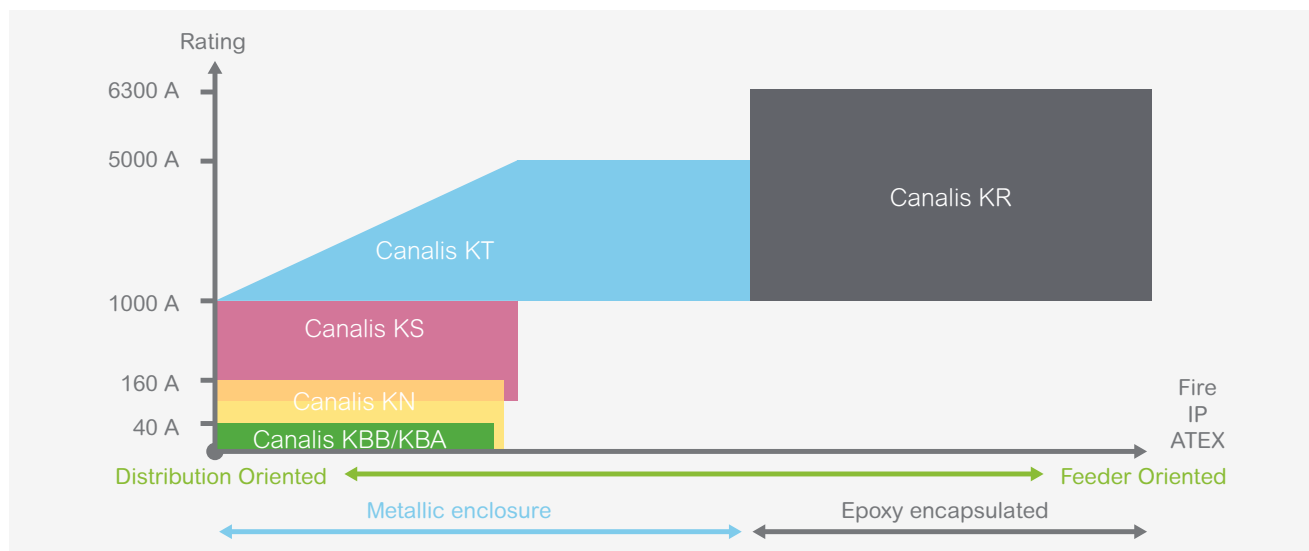 Rating
6300 A
5000 A
Canalis KR
Canalis KT
1000 A
Canalis KS
160 A
Canalis KN
40 A
Canalis KBB/KBA
Fire
IP
ATEX
Distribution Oriented
Feeder Oriented
Metallic enclosure
Epoxy encapsulated